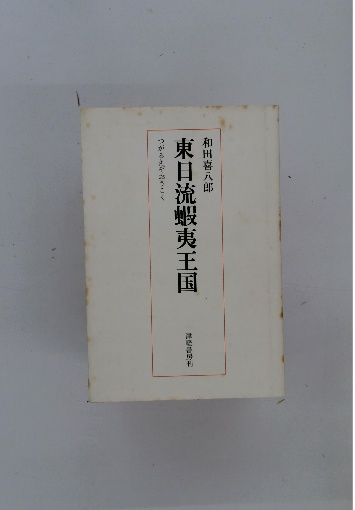 和田喜八郎
東日流蝦夷王国
つがるえぞおうこく
津軽書房刊